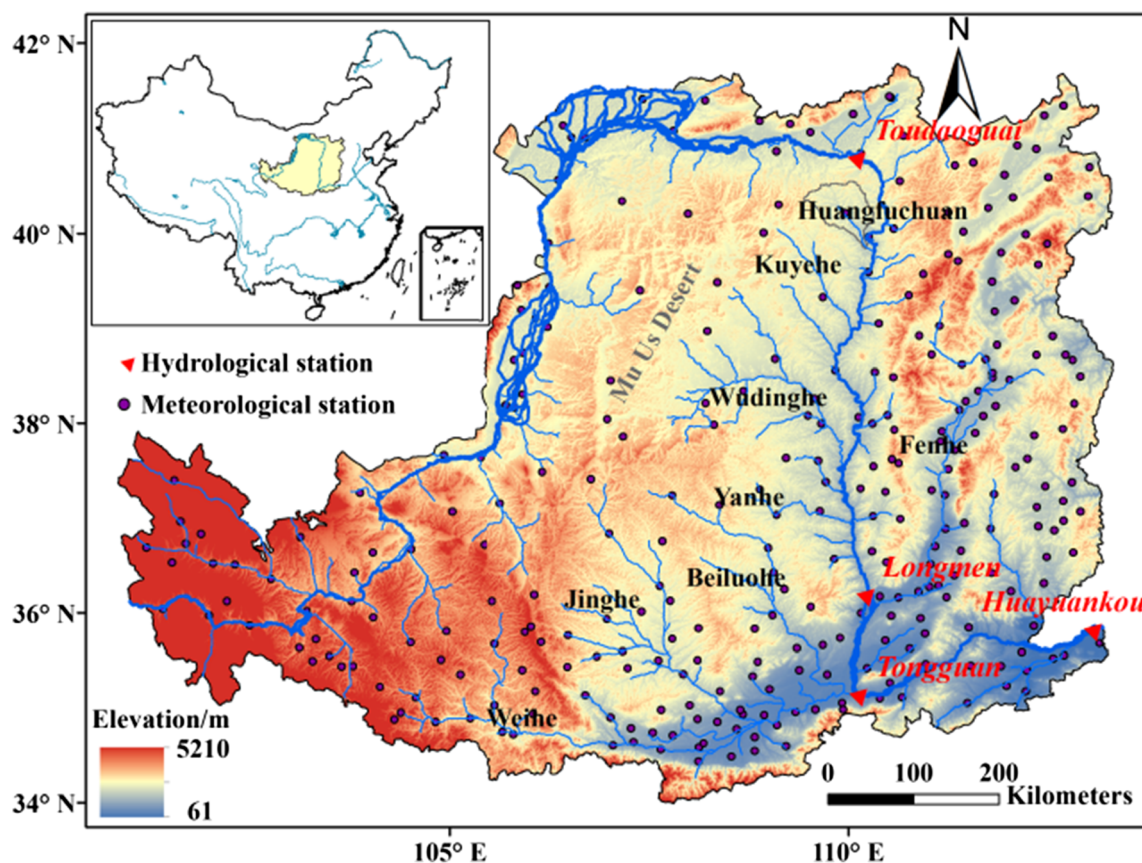 42° N
N
Toudaoguai
Huangfuchuan
40° N
Kuyehe
Mu Us Desert
Hydrological station
Meteorological station
Wudinghe
38° N
Fenhe
Yanhe
Longmen
Beiluohe
Jinghe
Huayuankou
36° N
Tongguan
Elevation/m
Weihe
5210
61
0 100 200
Kilometers
34° N
105° E
110° E